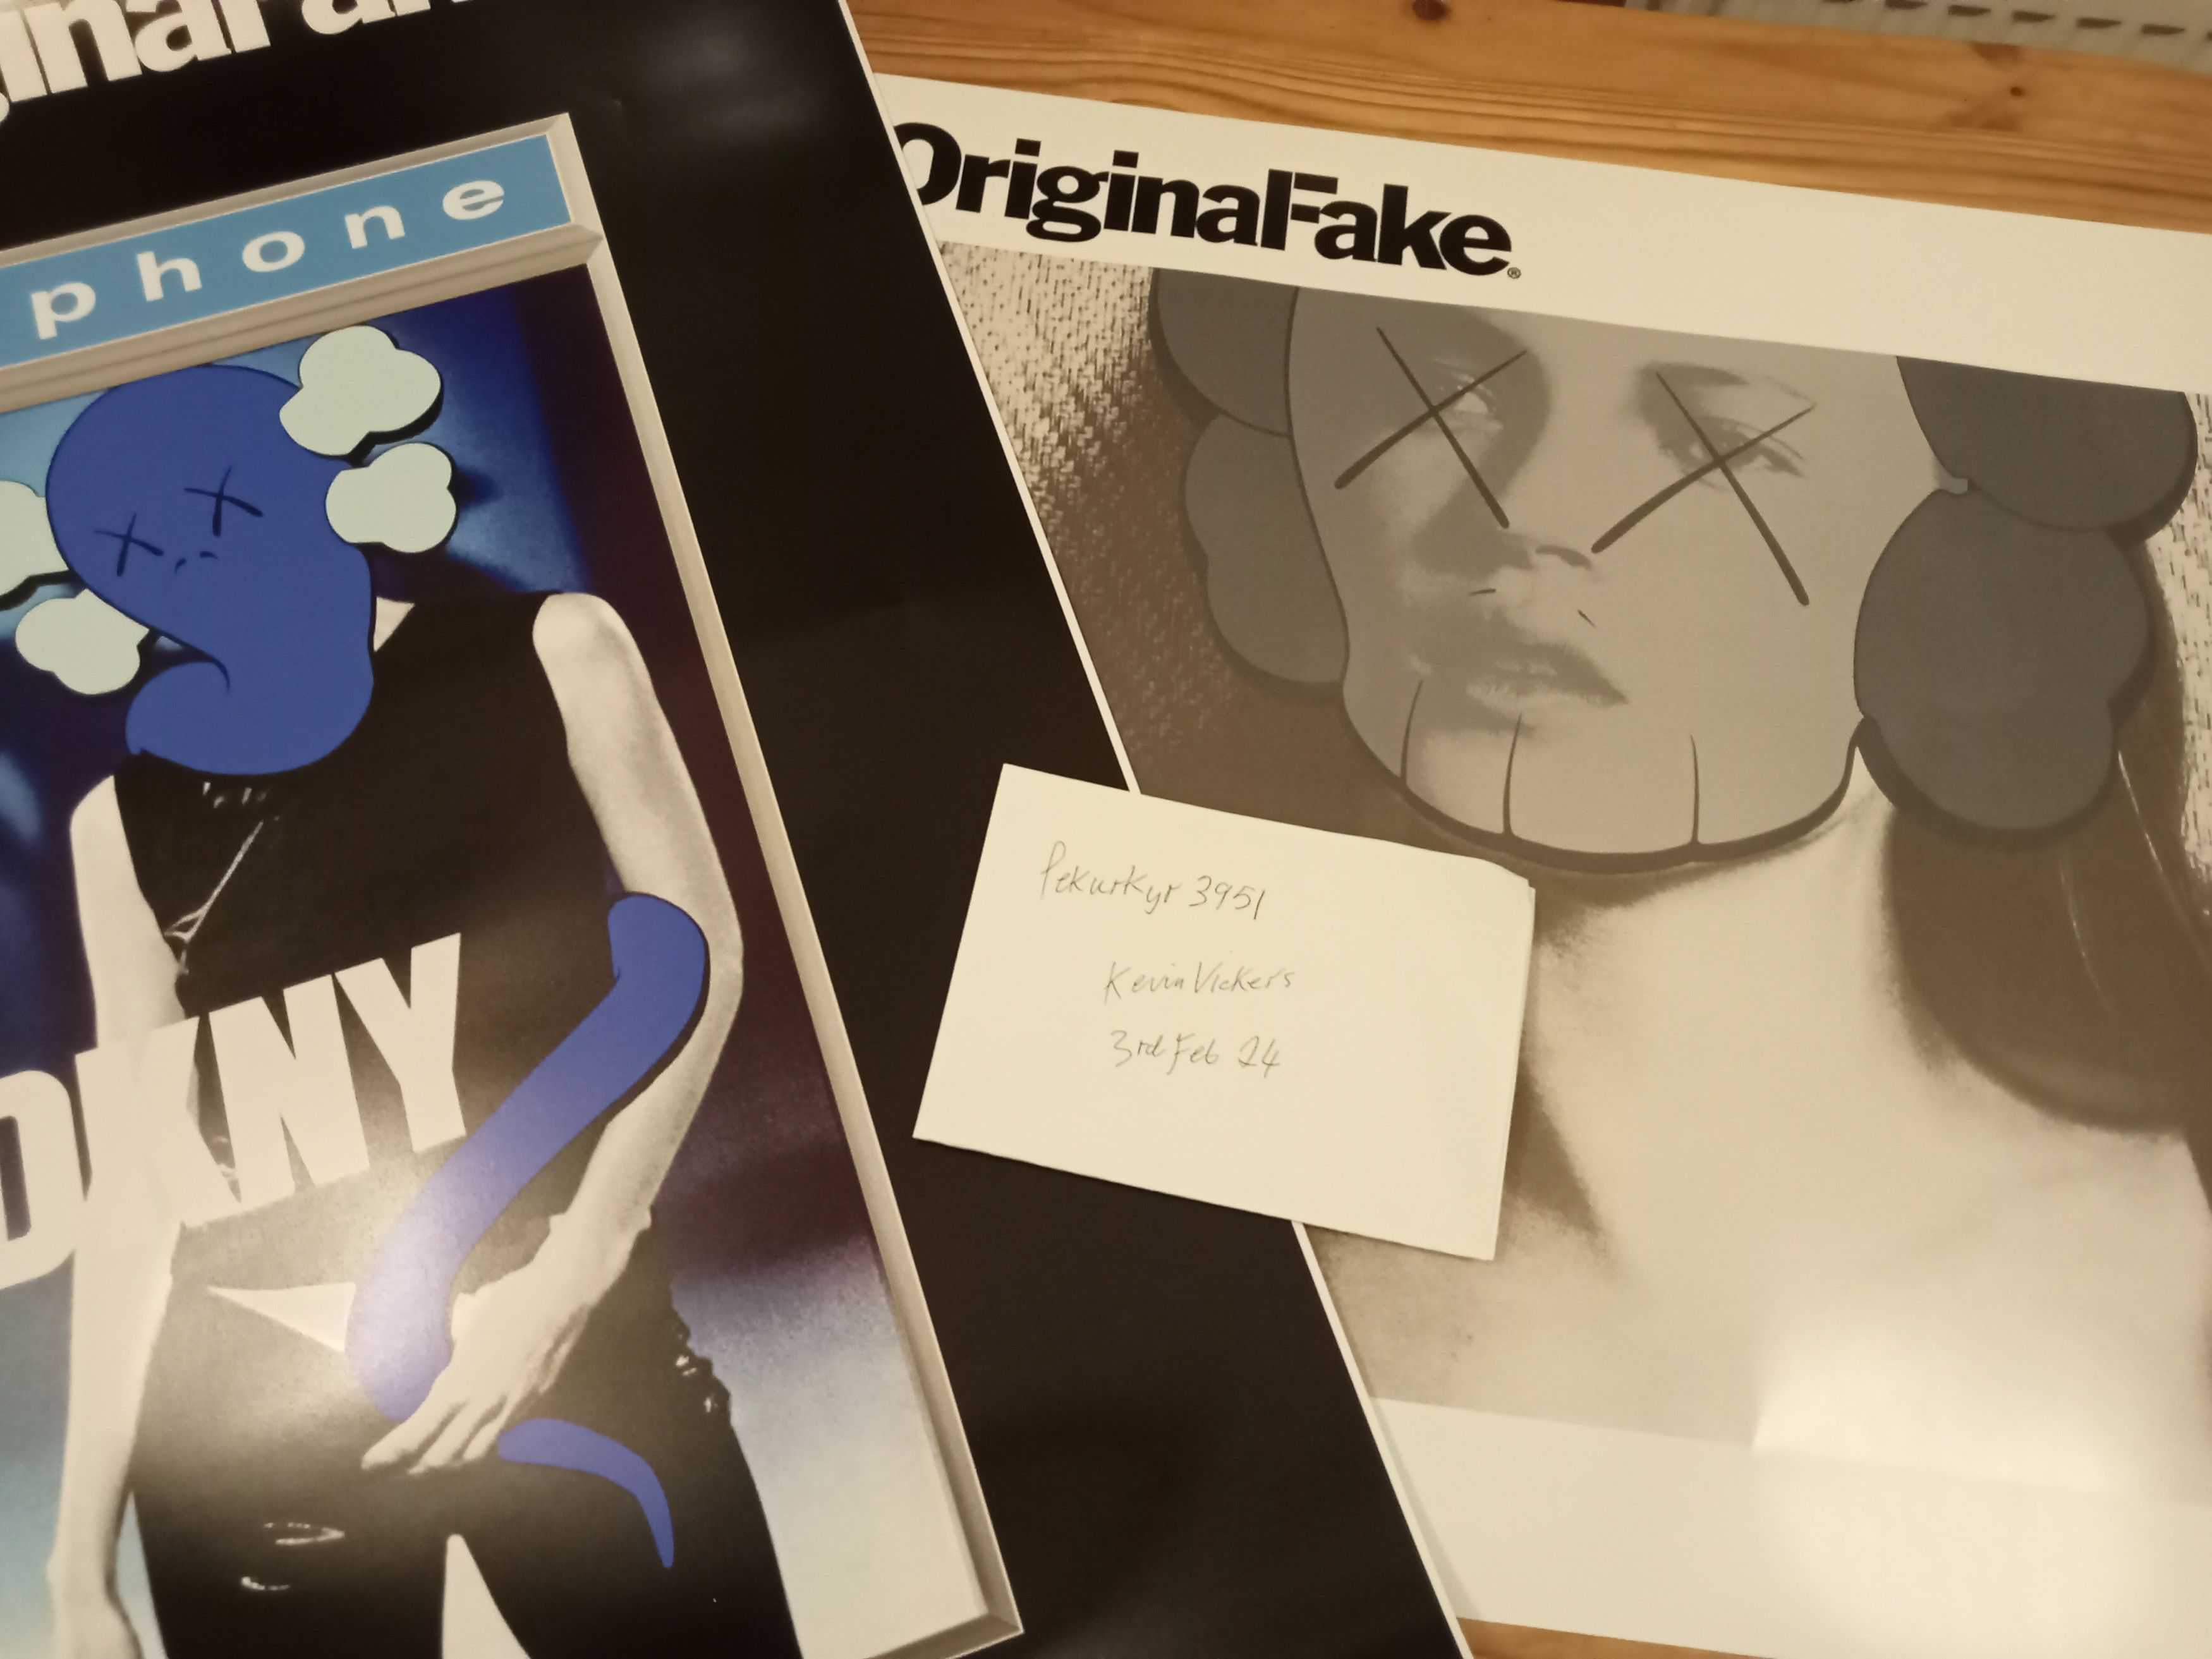 phone
DKNY
OriginalFake®
Pekurkyr 3951
Kevin Vickers
3rd Feb 24